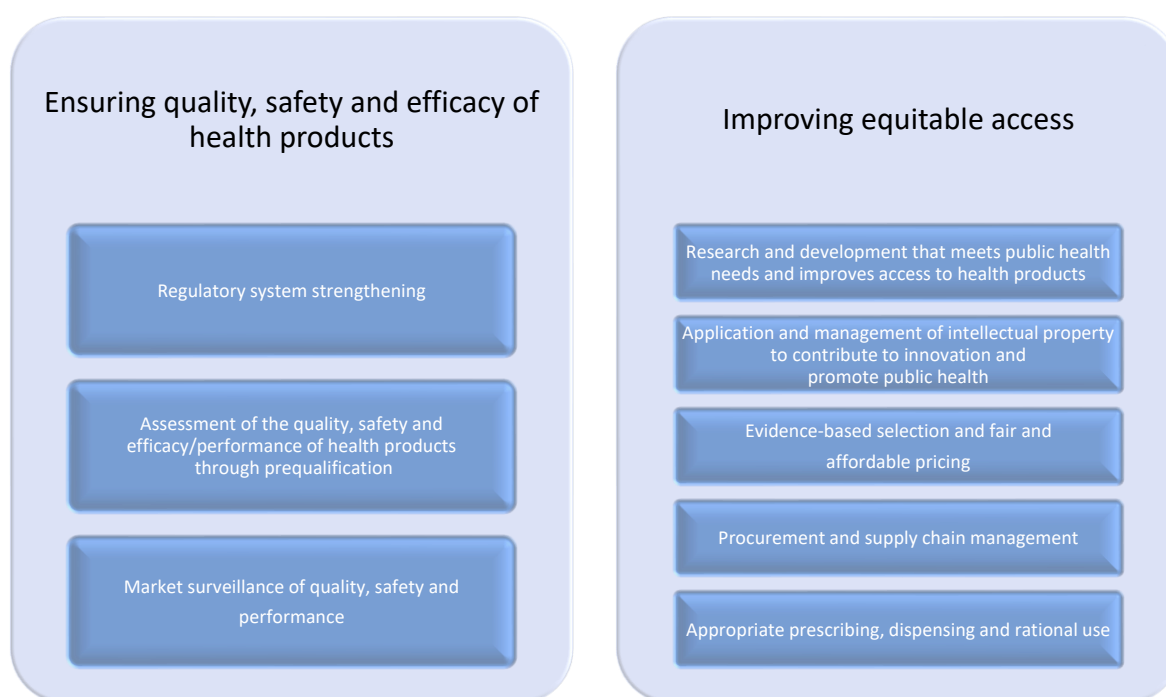 Ensuring quality, safety and efficacy of
health products
Regulatory system strengthening
Assessment of the quality, safety and
efficacy/performance of health products
through prequalification
Market surveillance of quality, safety and
performance
Improving equitable access
Research and development that meets public health
needs and improves access to health products
Application and management of intellectual property
to contribute to innovation and
promote public health
Evidence-based selection and fair and
affordable pricing
Procurement and supply chain management
Appropriate prescribing, dispensing and rational use